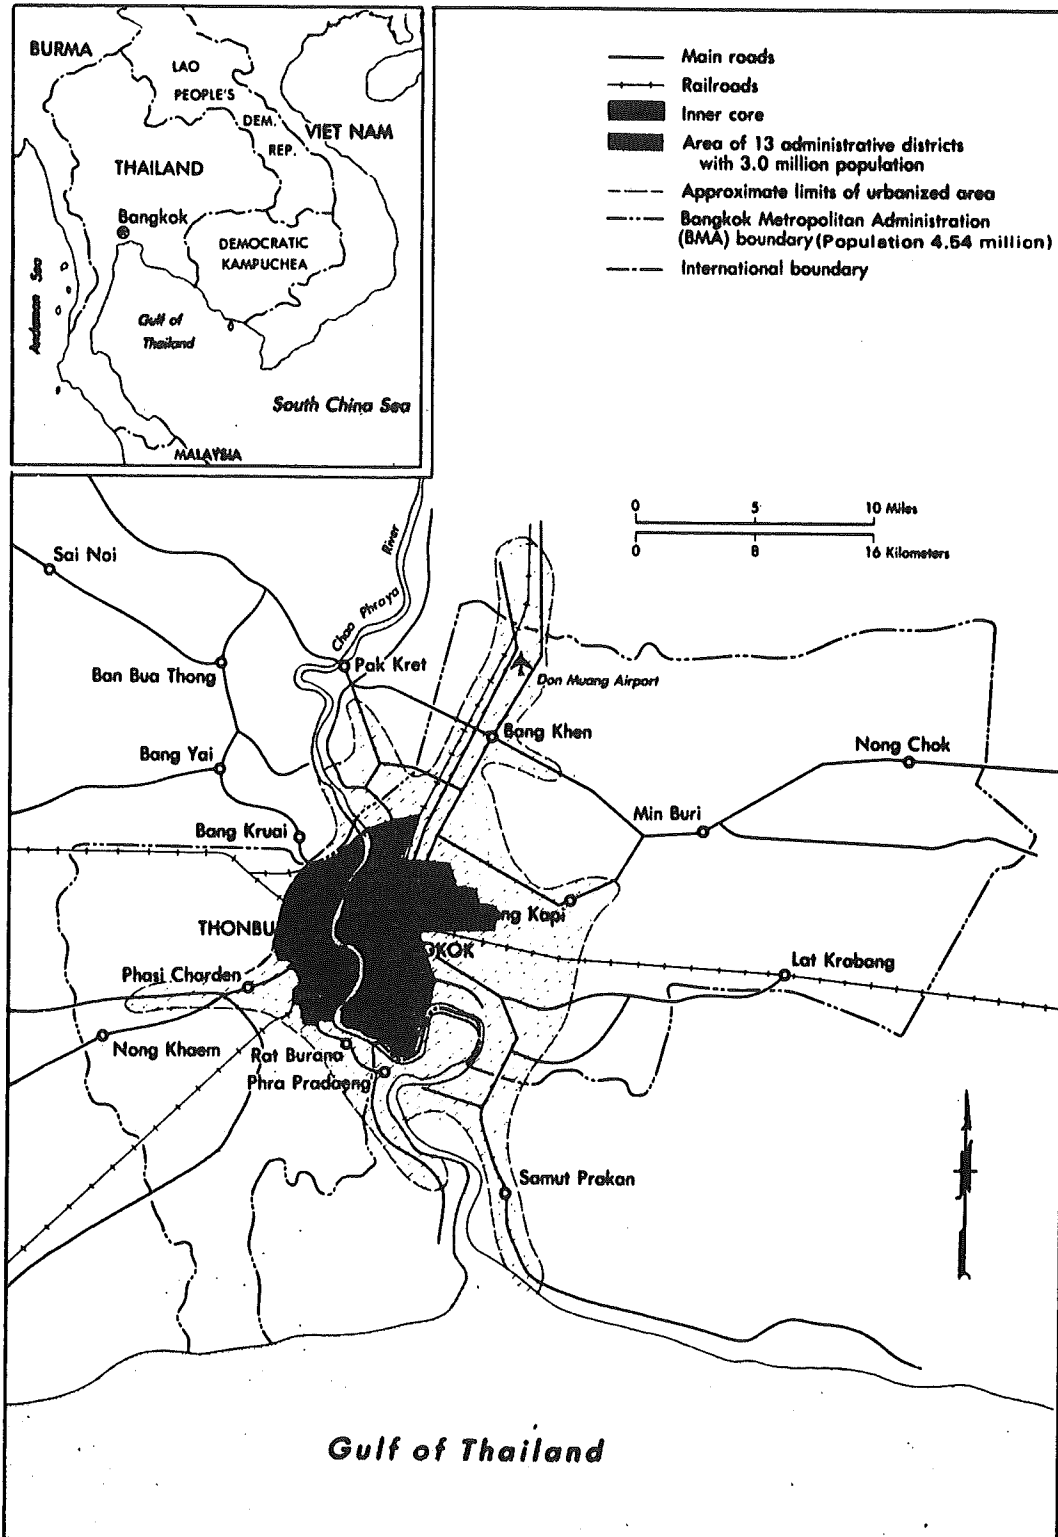 BURMA
LAO
PEOPLE'S
DEM.
REP.
VIET NAM
THAILAND
Bangkok
DEMOCRATIC
KAMPUCHEA
Andaman Sea
Gulf of
Thailand
South China Sea
MALAYSIA
Main roads
Railroads
Inner core
Area of 13 administrative districts
with 3.0 million population
Approximate limits of urbanized area
Bangkok Metropolitan Administration
(BMA) boundary (Population 4.54 million)
International boundary
0 5 10 Miles
0 8 16 Kilometers
Sai Noi
Chao Phraya River
Ban Bua Thong
Pak Kret
Don Muang Airport
Bang Khen
Bang Yai
Nong Chok
Min Buri
Bang Kruai
ng Kapi
THONBU
GKOK
Lat Krabang
Phasi Charden
Nong Khaem
Rat Burana
Phra Pradaeng
Samut Prakan
Gulf of Thailand